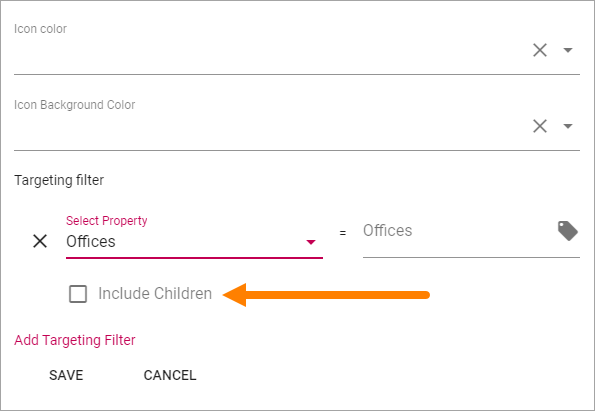 Icon color
Icon Background Color
Targeting filter
Select Property
Offices = Offices
Include Children
Add Targeting Filter
SAVE CANCEL